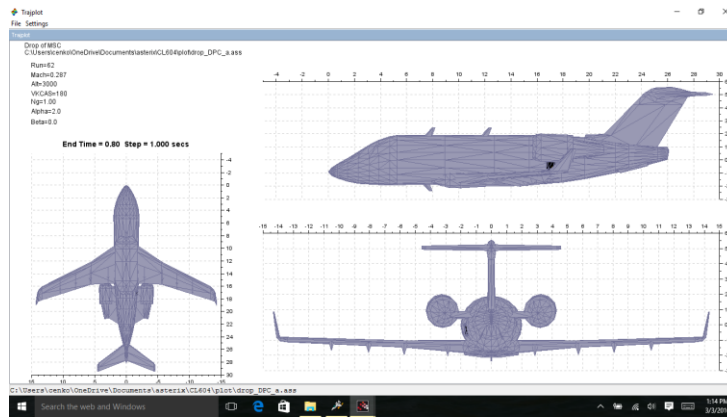 Trajplot
File Settings
Trajplot
Drop of MSC
C:\Users\cenko\OneDrive\Documents\asterix\CL604\plot\drop_DPC_a.ass
Run=62
Mach=0.287
Alt=3000
VKCAS=180
Ng=1.00
Alpha=2.0
Beta=0.0
End Time = 0.80 Step = 1.000 secs
-4 -2 0 2 4 6 8 10 12 14 16 18 20 22 24 26 28 30
-15 -14 -13 -12 -11 -10 -9 -8 -7 -6 -5 -4 -3 -2 -1 0 1 2 3 4 5 6 7 8 9 10 11 12 13 14 15
-4
-2
0
2
4
6
8
10
12
14
16
18
20
22
24
26
28
30
C:\Users\cenko\OneDrive\Documents\asterix\CL604\plot\drop_DPC_a.ass
Search the web and Windows
1:14 PM